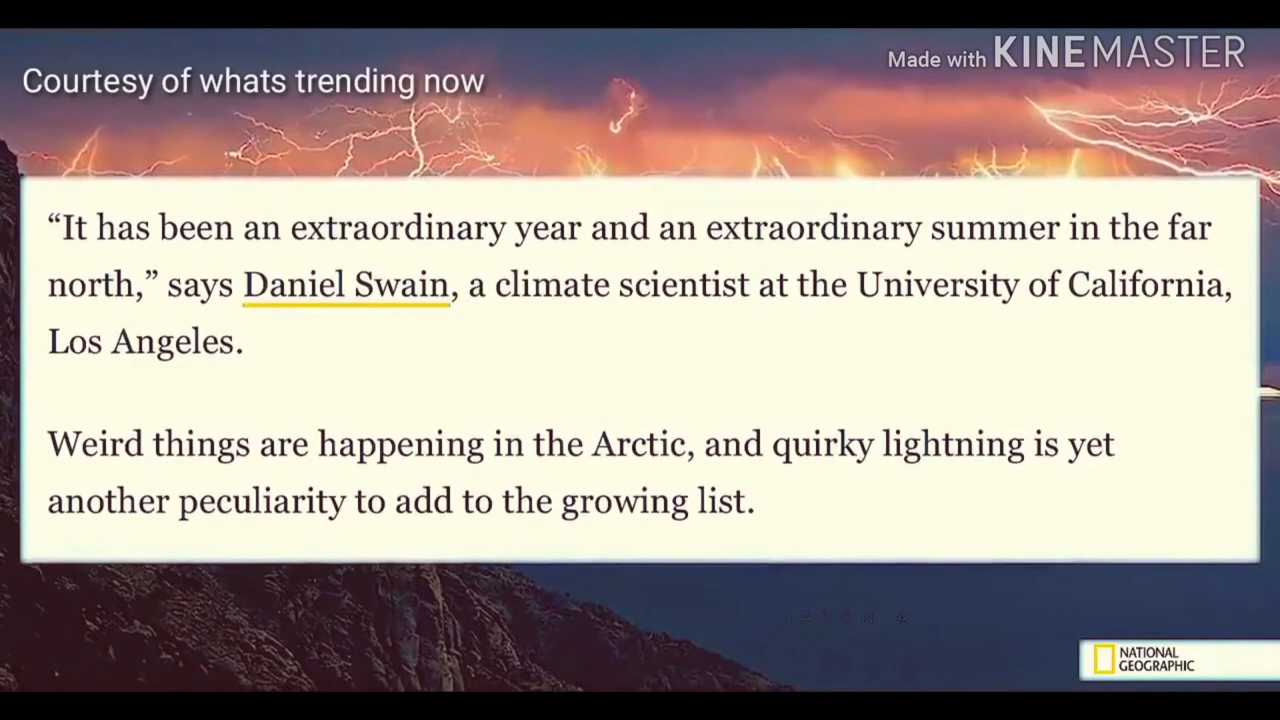 Made with KINEMASTER
Courtesy of whats trending now
“It has been an extraordinary year and an extraordinary summer in the far
north,” says Daniel Swain, a climate scientist at the University of California,
Los Angeles.
Weird things are happening in the Arctic, and quirky lightning is yet
another peculiarity to add to the growing list.
NATIONAL
GEOGRAPHIC